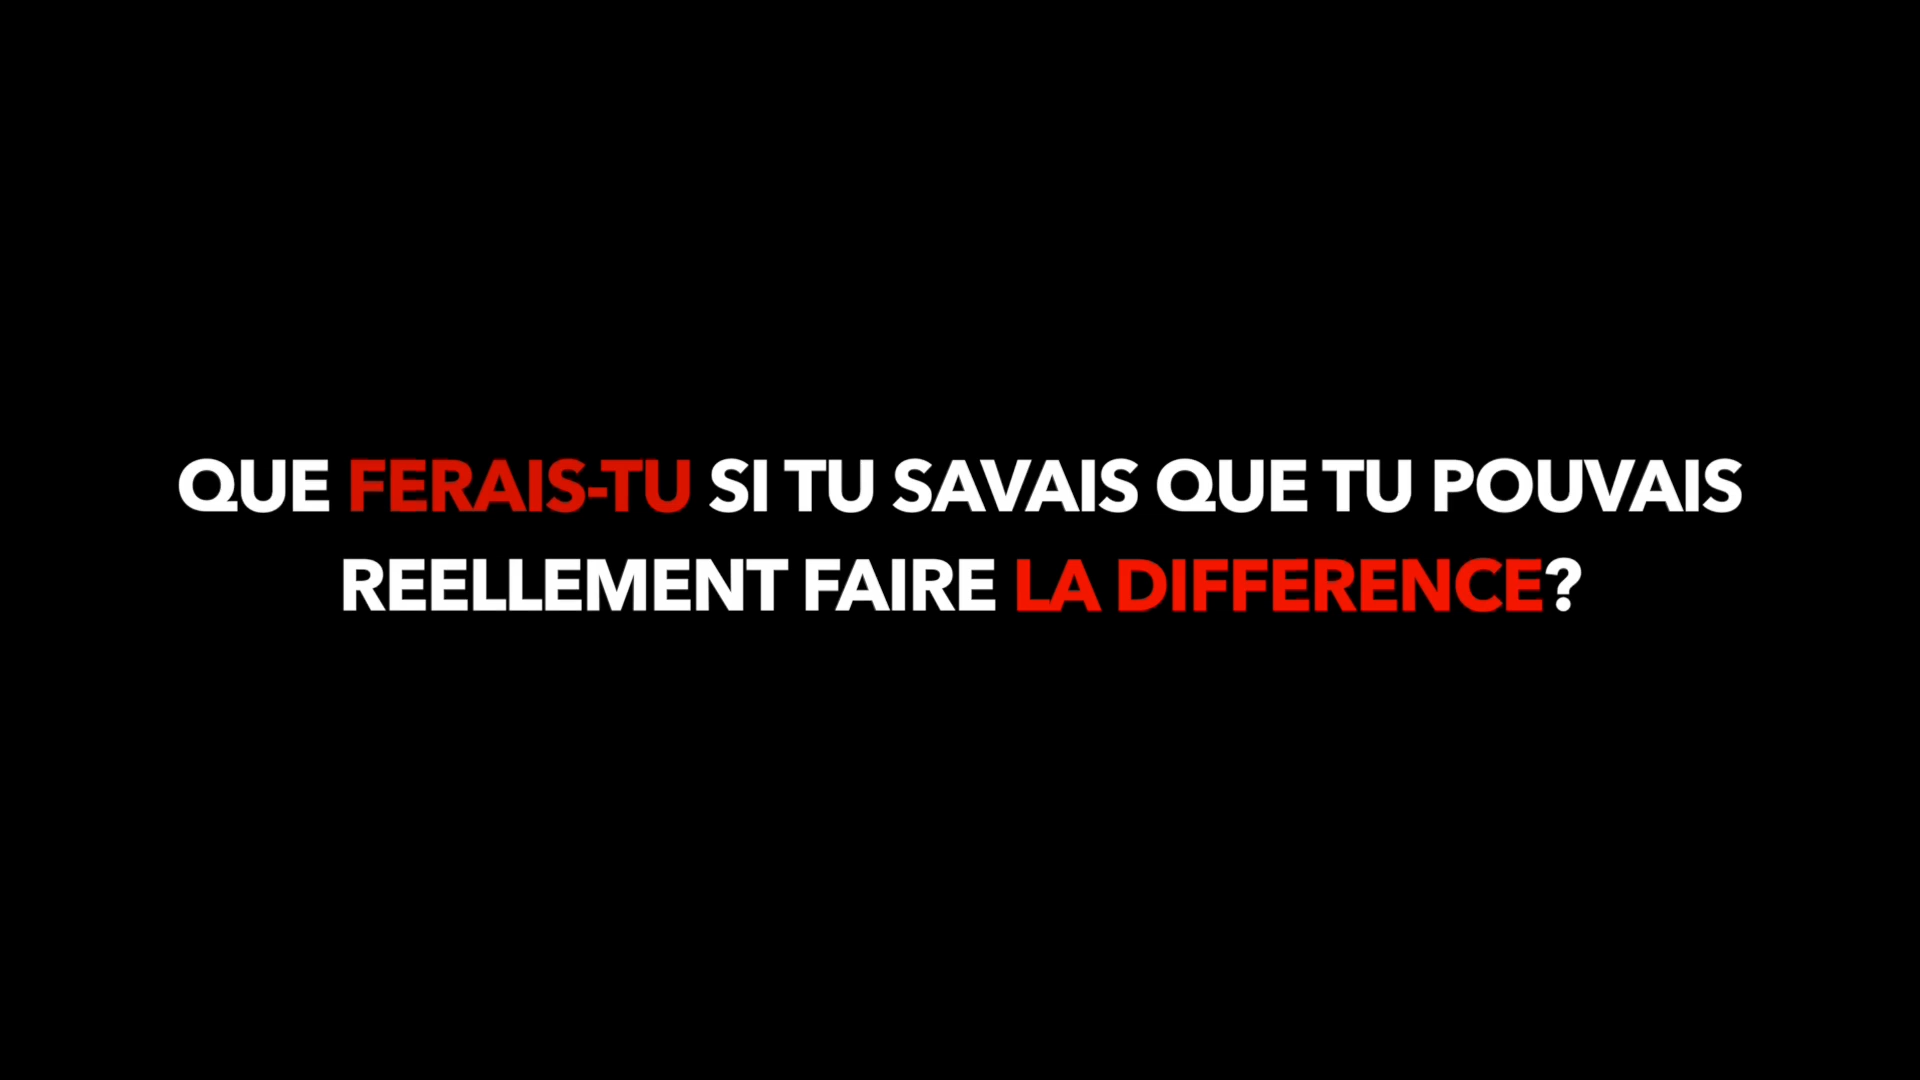 QUE FERAIS-TU SI TU SAVAIS QUE TU POUVAIS
REELLEMENT FAIRE LA DIFFERENCE?